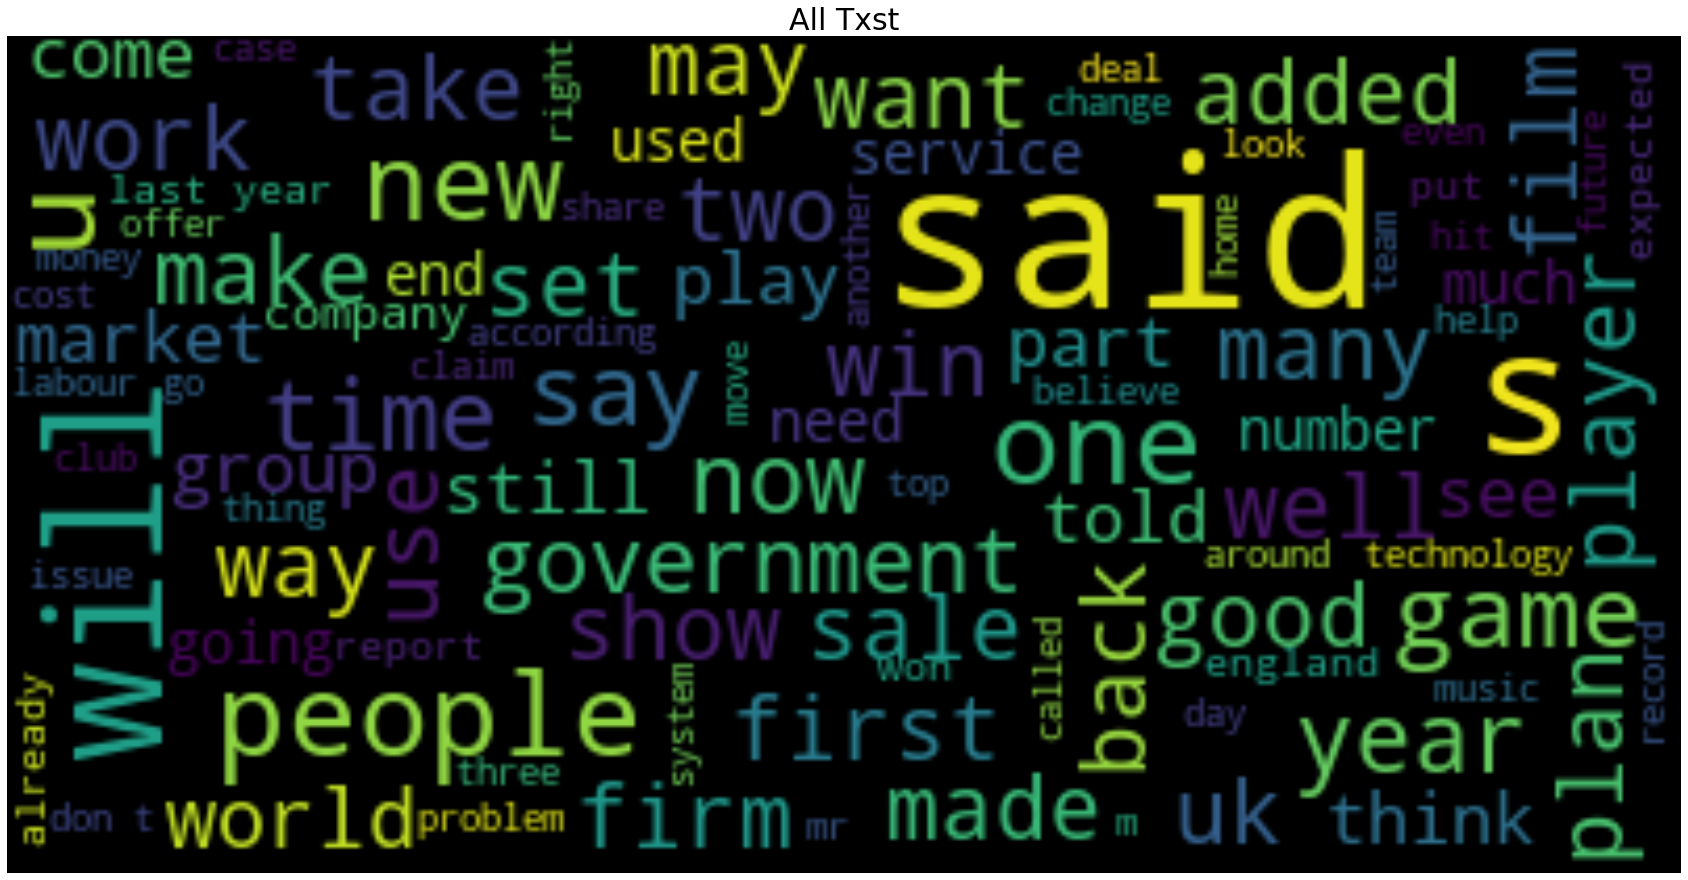 All Txst
come
case
take
right
may
want
deal
change
added
film
expected
work
used
service
look
even
future
new
u
last year
offer
share
two
another
said
home
team
put
hit
money
make
end
set
play
much
player
cost
company
market
according
claim
move
win
part
many
help
labour
go
time
say
believe
need
s
one
number
will
club
group
use
still
now
top
told
well
see
thing
way
government
around
technology
issue
back
show
sale
good
game
going
report
won
called
england
plan
record
already
people
system
first
day
music
year
three
don t
world
problem
firm
mr
made
m
uk
think